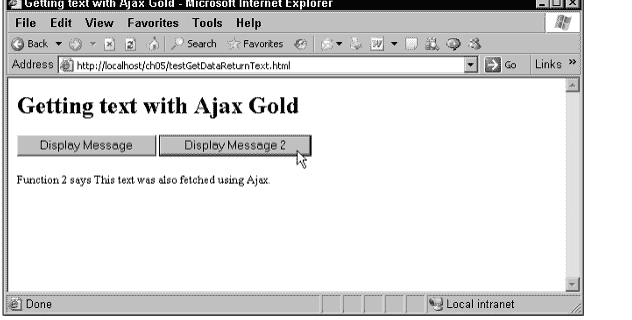 Getting text with Ajax Gold - Microsoft Internet Explorer
File Edit View Favorites Tools Help
Back Search Favorites
Address http://localhost/ch05/testGetDataReturnText.html Go Links »
Getting text with Ajax Gold
Display Message Display Message 2
Function 2 says This text was also fetched using Ajax.
Done Local intranet